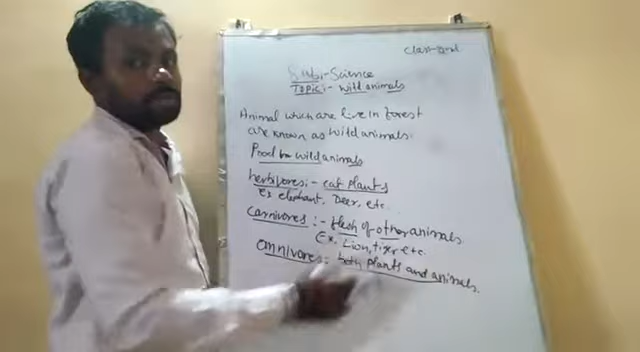 Class-2nd
Sub:- Science
Topic:- wild animals
Animal which are live in forest
are known as wild animals.
Food for wild animals
herbivores:- eat plants
Ex elephant, Deer, etc.
Carnivores:- flesh of other animals
Ex. Lion, tiger etc.
omnivores:- both plants and animals.